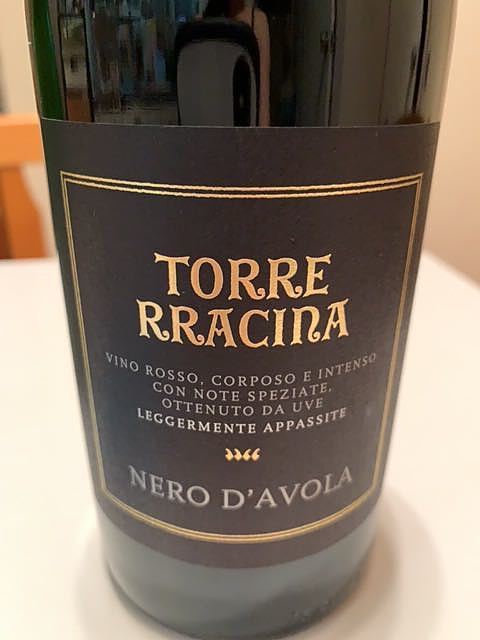 TORRE
RRACINA
VINO ROSSO, CORPOSO E INTENSO
CON NOTE SPEZIATE,
OTTENUTO DA UVE
LEGGERMENTE APPASSITE
NERO D'AVOLA